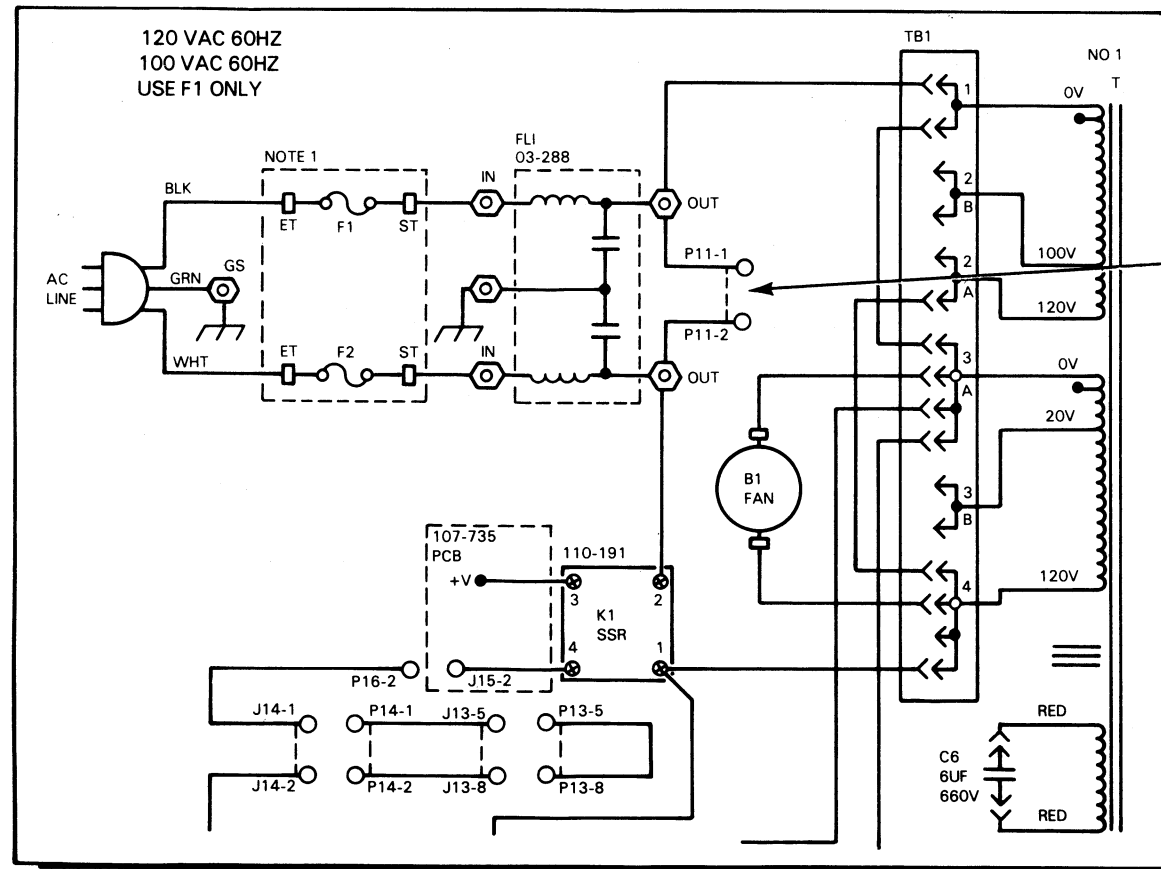 120 VAC 60HZ
100 VAC 60HZ
USE F1 ONLY
TB1
NO 1
T
0V
1
FLI
03-288
NOTE 1
IN
BLK
OUT
ET
F1
ST
2
B
P11-1
100V
2
A
AC
LINE
GRN
GS
120V
P11-2
WHT
ET
F2
ST
IN
OUT
3
A
0V
20V
B1
FAN
3
B
107-735
PCB
110-191
+V
3
2
K1
SSR
4
1
120V
4
P16-2
J15-2
J14-1
P14-1
J13-5
P13-5
J14-2
P14-2
J13-8
P13-8
RED
C6
6UF
660V
RED